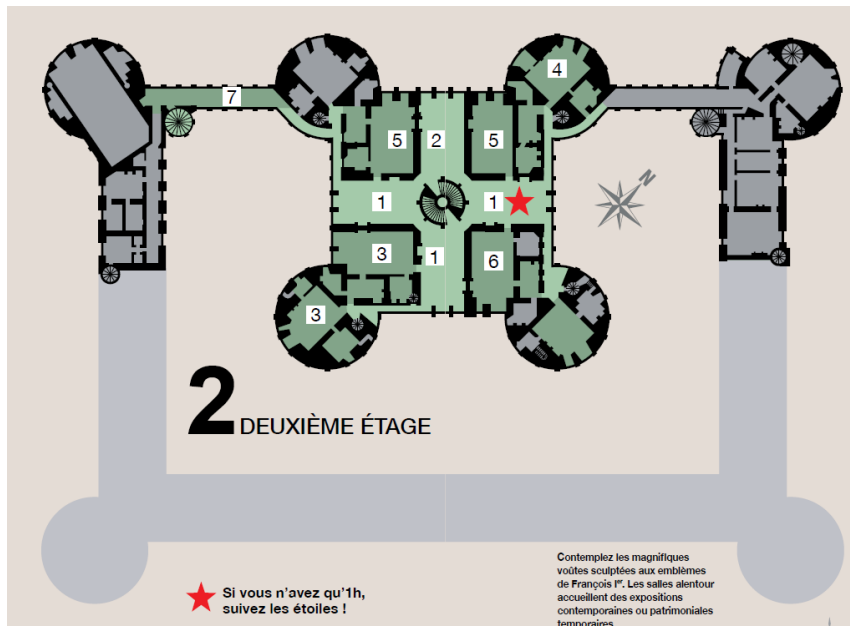 4
7
5
2
5
N
1
1
3
1
6
3
2 DEUXIÈME ÉTAGE
Si vous n'avez qu'1h,
suivez les étoiles !
Contemplez les magnifiques
voûtes sculptées aux emblèmes
de François Ier. Les salles alentour
accueillent des expositions
contemporaines ou patrimoniales
temporaires